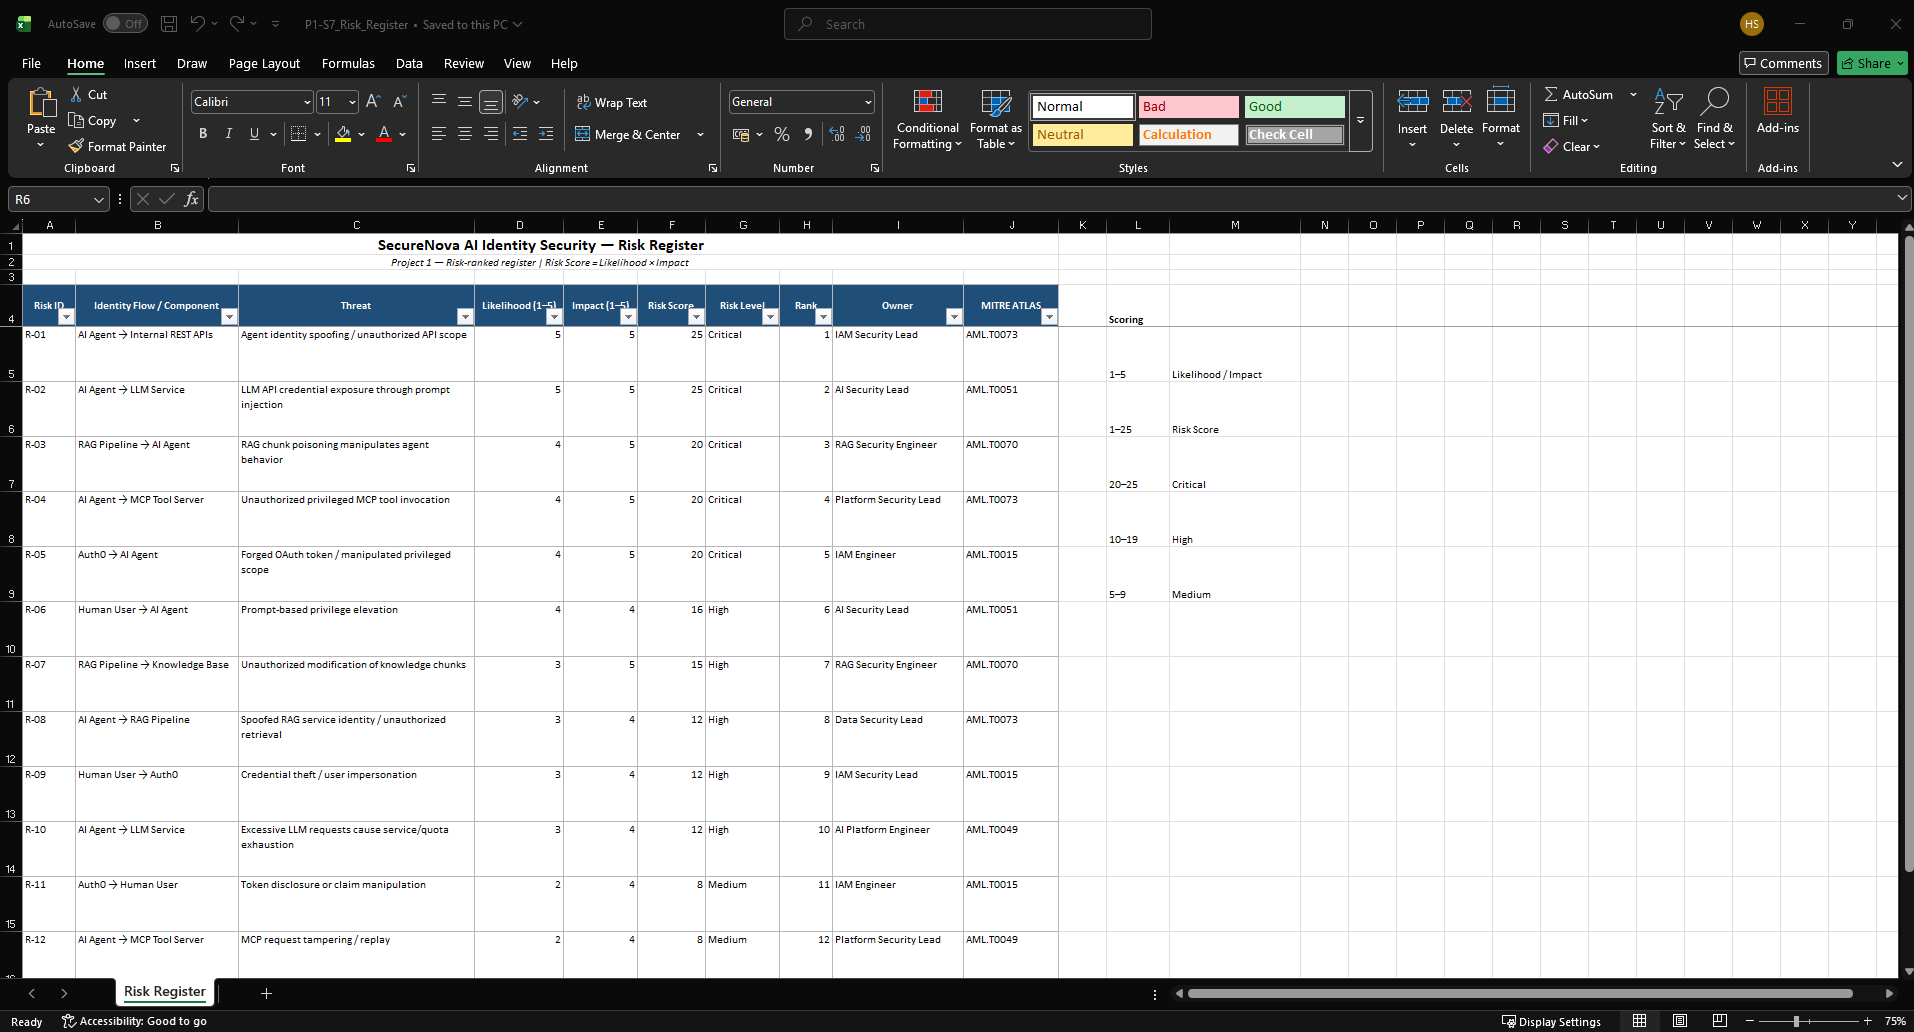 AutoSave Off P1-S7_Risk_Register • Saved to this PC Search HS
File Home Insert Draw Page Layout Formulas Data Review View Help Comments Share
Paste Cut Copy Format Painter Clipboard
Calibri 11 B I U A Font
Wrap Text Merge & Center Alignment
General % Number
Conditional Formatting Format as Table
Normal Bad Good
Neutral Calculation Check Cell
Styles
Insert Delete Format Cells
AutoSum Fill Clear Sort & Filter Find & Select Editing
Add-ins Add-ins
R6 fx
A B C D E F G H I J K L M N O P Q R S T U V W X Y
1 SecureNova AI Identity Security — Risk Register
2 Project 1 — Risk-ranked register | Risk Score = Likelihood × Impact
3
4 Risk ID Identity Flow / Component Threat Likelihood (1–5) Impact (1–5) Risk Score Risk Level Rank Owner MITRE ATLAS Scoring
5 R-01 AI Agent → Internal REST APIs Agent identity spoofing / unauthorized API scope 5 5 25 Critical 1 IAM Security Lead AML.T0073 1–5 Likelihood / Impact
6 R-02 AI Agent → LLM Service LLM API credential exposure through prompt injection 5 5 25 Critical 2 AI Security Lead AML.T0051 1–25 Risk Score
7 R-03 RAG Pipeline → AI Agent RAG chunk poisoning manipulates agent behavior 4 5 20 Critical 3 RAG Security Engineer AML.T0070 20–25 Critical
8 R-04 AI Agent → MCP Tool Server Unauthorized privileged MCP tool invocation 4 5 20 Critical 4 Platform Security Lead AML.T0073 10–19 High
9 R-05 Auth0 → AI Agent Forged OAuth token / manipulated privileged scope 4 5 20 Critical 5 IAM Engineer AML.T0015 5–9 Medium
10 R-06 Human User → AI Agent Prompt-based privilege elevation 4 4 16 High 6 AI Security Lead AML.T0051
11 R-07 RAG Pipeline → Knowledge Base Unauthorized modification of knowledge chunks 3 5 15 High 7 RAG Security Engineer AML.T0070
12 R-08 AI Agent → RAG Pipeline Spoofed RAG service identity / unauthorized retrieval 3 4 12 High 8 Data Security Lead AML.T0073
13 R-09 Human User → Auth0 Credential theft / user impersonation 3 4 12 High 9 IAM Security Lead AML.T0015
14 R-10 AI Agent → LLM Service Excessive LLM requests cause service/quota exhaustion 3 4 12 High 10 AI Platform Engineer AML.T0049
15 R-11 Auth0 → Human User Token disclosure or claim manipulation 2 4 8 Medium 11 IAM Engineer AML.T0015
R-12 AI Agent → MCP Tool Server MCP request tampering / replay 2 4 8 Medium 12 Platform Security Lead AML.T0049
Risk Register
Ready Accessibility: Good to go Display Settings 75%